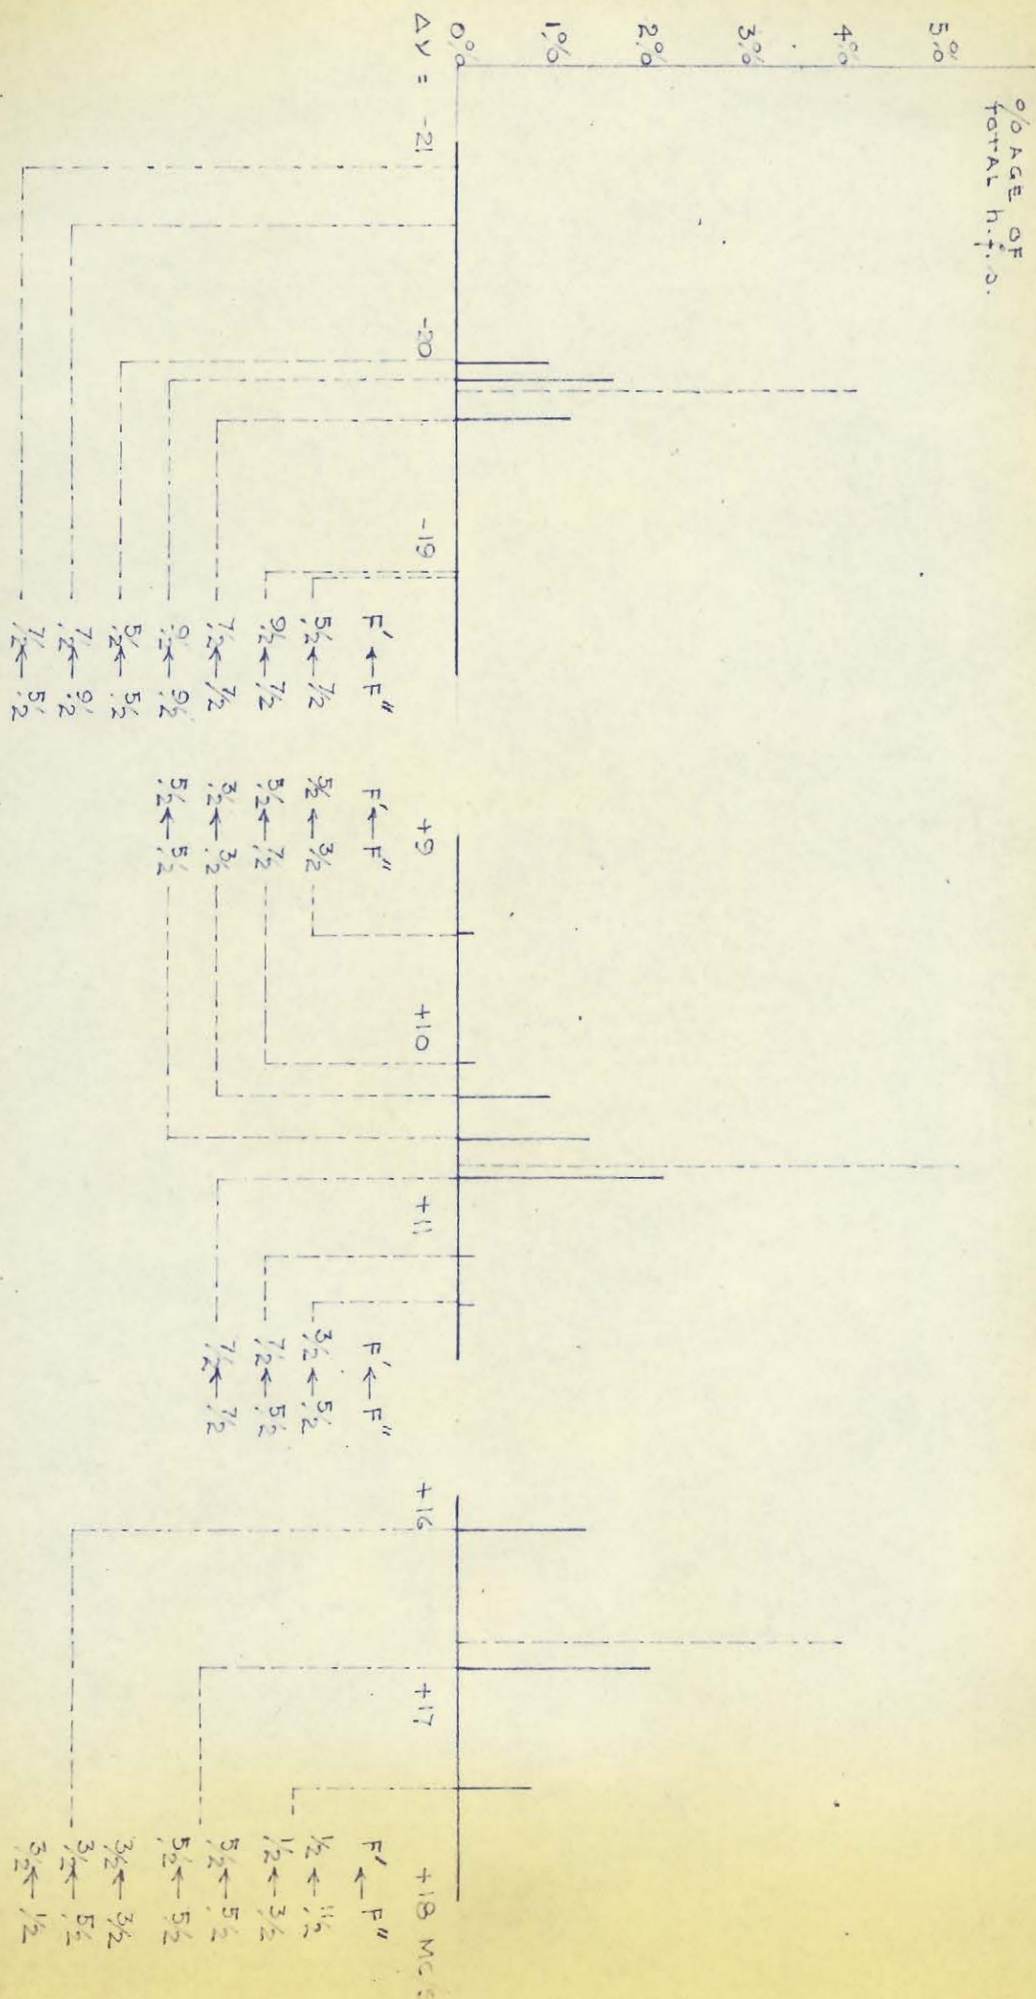 %AGE OF
TOTAL h.f.s.
5%
4%
3%
2%
1%
0%
Δν = -21 -20 -19 +9 +10 +11 +16 +17 +18 Mc/s
F' ← F"
5/2 ← 7/2
9/2 ← 7/2
7/2 ← 7/2
9/2 ← 9/2
5/2 ← 5/2
7/2 ← 9/2
7/2 ← 5/2
F' ← F"
5/2 ← 3/2
5/2 ← 7/2
3/2 ← 3/2
5/2 ← 5/2
F' ← F"
3/2 ← 5/2
7/2 ← 5/2
7/2 ← 7/2
F' ← F"
1/2 ← 1/2
1/2 ← 3/2
5/2 ← 5/2
3/2 ← 3/2
3/2 ← 5/2
3/2 ← 1/2